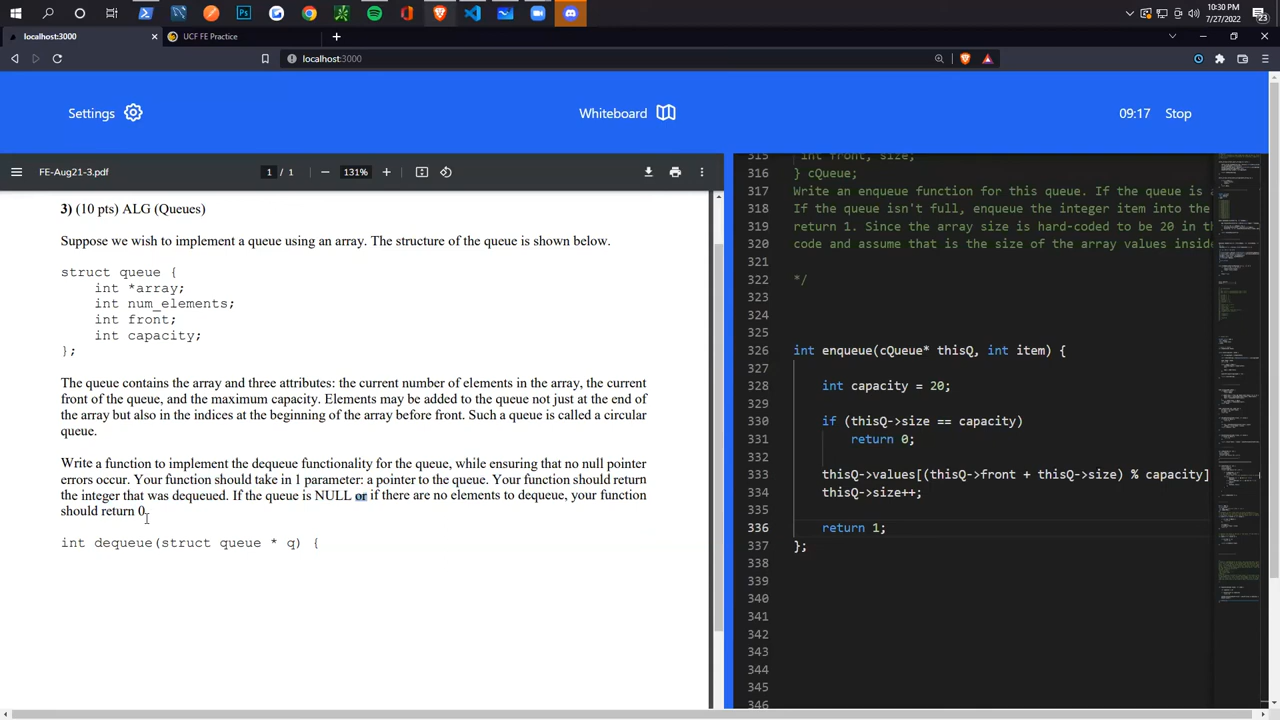 10:30 PM
7/27/2022
23
localhost:3000
UCF FE Practice
localhost:3000
Settings
Whiteboard
09:17 Stop
FE-Aug21-3.pdf
1 / 1
131%
3) (10 pts) ALG (Queues)
Suppose we wish to implement a queue using an array. The structure of the queue is shown below.
struct queue {
int *array;
int num_elements;
int front;
int capacity;
};
The queue contains the array and three attributes: the current number of elements in the array, the current
front of the queue, and the maximum capacity. Elements may be added to the queue not just at the end of
the array but also in the indices at the beginning of the array before front. Such a queue is called a circular
queue.
Write a function to implement the dequeue functionality for the queue, while ensuring that no null pointer
errors occur. Your function should take in 1 parameter: a pointer to the queue. Your function should return
the integer that was dequeued. If the queue is NULL or if there are no elements to dequeue, your function
should return 0.
int dequeue(struct queue * q) {
315 int front, size;
316 } cQueue;
317 Write an enqueue function for this queue. If the queue is
318 If the queue isn't full, enqueue the integer item into the
319 return 1. Since the array size is hard-coded to be 20 in the
320 code and assume that is the size of the array values inside
321
322 */
323
324
325
326 int enqueue(cQueue* thisQ, int item) {
327
328 int capacity = 20;
329
330 if (thisQ->size == capacity)
331 return 0;
332
333 thisQ->values[(thisQ->front + thisQ->size) % capacity]
334 thisQ->size++;
335
336 return 1;
337 };
338
339
340
341
342
343
344
345
346